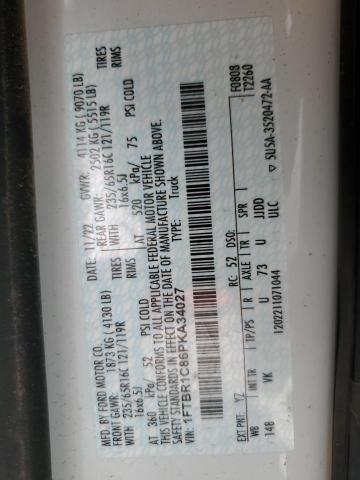 MFD. BY FORD MOTOR CO. DATE: 11/22 GVWR: 4114 KG ( 9070 LB)
FRONT GAWR: 1873 KG ( 4130 LB) REAR GAWR: 2502 KG ( 5515 LB)
WITH 235/65R16C 121/119R TIRES WITH 235/65R16C 121/119R TIRES
16x6.5J RIMS 16x6.5J RIMS
AT 360 kPa/ 52 PSI COLD AT 520 kPa/ 75 PSI COLD
THIS VEHICLE CONFORMS TO ALL APPLICABLE FEDERAL MOTOR VEHICLE
SAFETY STANDARDS IN EFFECT ON THE DATE OF MANUFACTURE SHOWN ABOVE.
VIN: 1FTBR1C86PKA34027 TYPE: Truck
F0808
T2260
EXT PNT: YZ RC: 52 DSO:
WB INT TR TP/PS R AXLE TR SPR
148 VK U 73 U JJDD
1202211071044 ULC
5U5A-3520472-AA